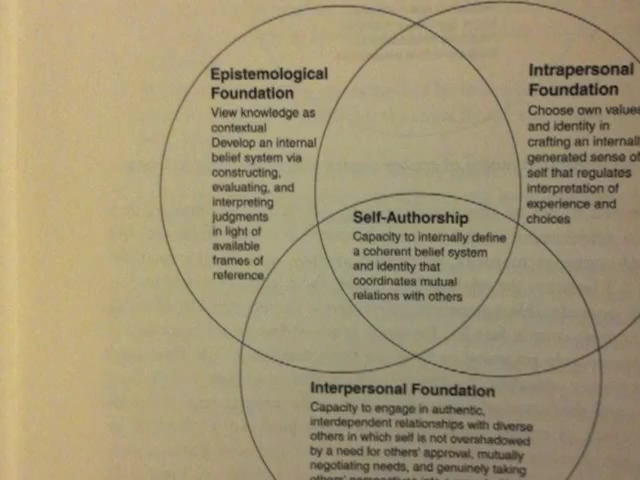 Epistemological
Foundation
View knowledge as
contextual
Develop an internal
belief system via
constructing,
evaluating, and
interpreting
judgments
in light of
available
frames of
reference
Intrapersonal
Foundation
Choose own values
and identity in
crafting an internall
generated sense of
self that regulates
interpretation of
experience and
choices
Self-Authorship
Capacity to internally define
a coherent belief system
and identity that
coordinates mutual
relations with others
Interpersonal Foundation
Capacity to engage in authentic,
interdependent relationships with diverse
others in which self is not overshadowed
by a need for others' approval, mutually
negotiating needs, and genuinely taking
others' perspectives